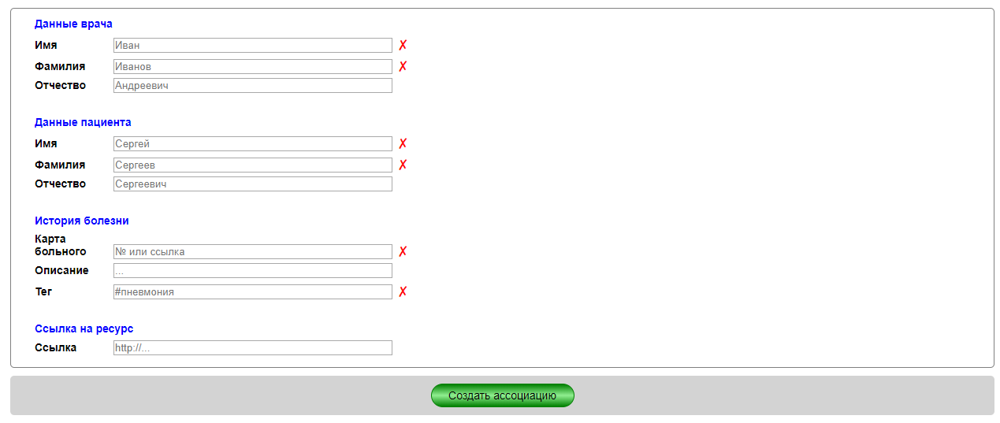 Данные врача
Имя Иван ✗
Фамилия Иванов ✗
Отчество Андреевич
Данные пациента
Имя Сергей ✗
Фамилия Сергеев ✗
Отчество Сергеевич
История болезни
Карта
больного № или ссылка ✗
Описание ...
Тег #пневмония ✗
Ссылка на ресурс
Ссылка http://...
Создать ассоциацию